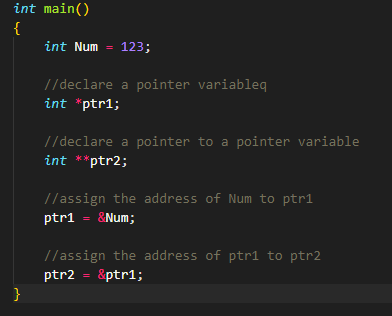 int main()
{
int Num = 123;
//declare a pointer variableq
int *ptr1;
//declare a pointer to a pointer variable
int **ptr2;
//assign the address of Num to ptr1
ptr1 = &Num;
//assign the address of ptr1 to ptr2
ptr2 = &ptr1;
}